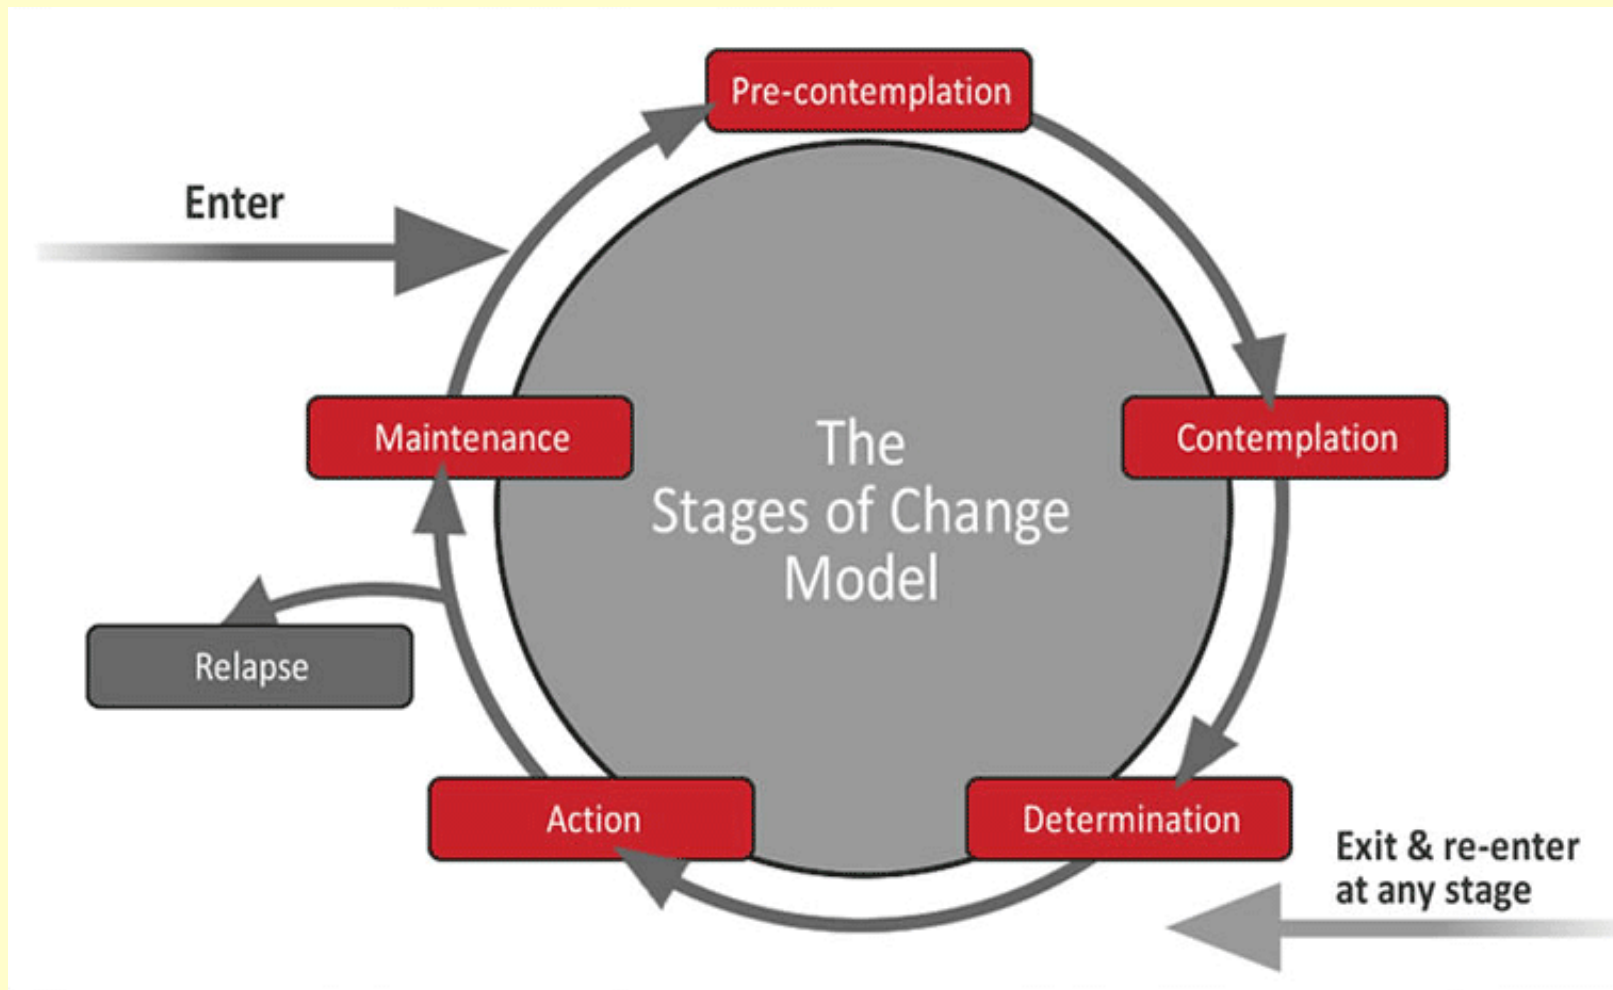 Pre-contemplation
Enter
Maintenance
Contemplation
The
Stages of Change
Model
Relapse
Action
Determination
Exit & re-enter
at any stage